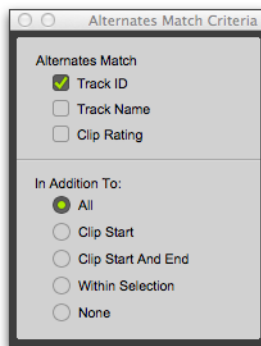 Alternates Match Criteria
Alternates Match
Track ID
Track Name
Clip Rating
In Addition To:
All
Clip Start
Clip Start And End
Within Selection
None